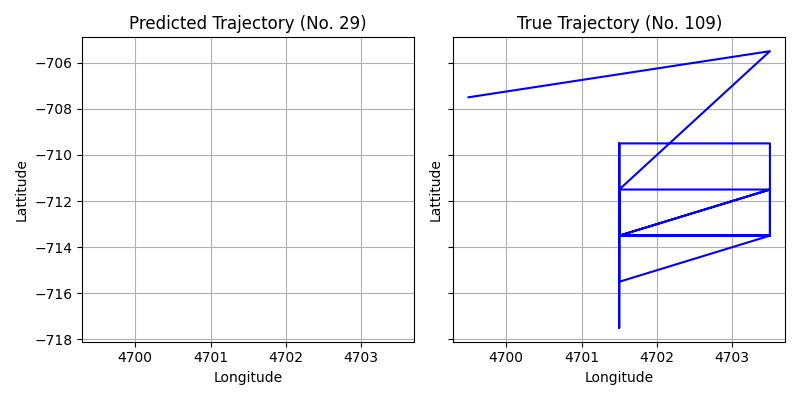 Predicted Trajectory (No. 29)
True Trajectory (No. 109)
Lattitude
−706
−708
−710
−712
−714
−716
−718
4700
4701
4702
4703
Longitude
Lattitude
4700
4701
4702
4703
Longitude